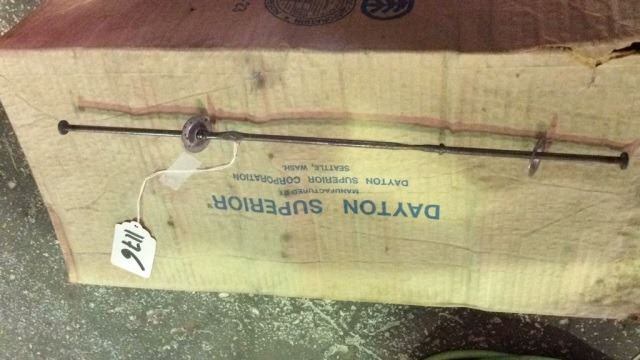 DAYTON SUPERIOR®
MANUFACTURED BY
DAYTON SUPERIOR CORPORATION
SEATTLE, WASH.
1176